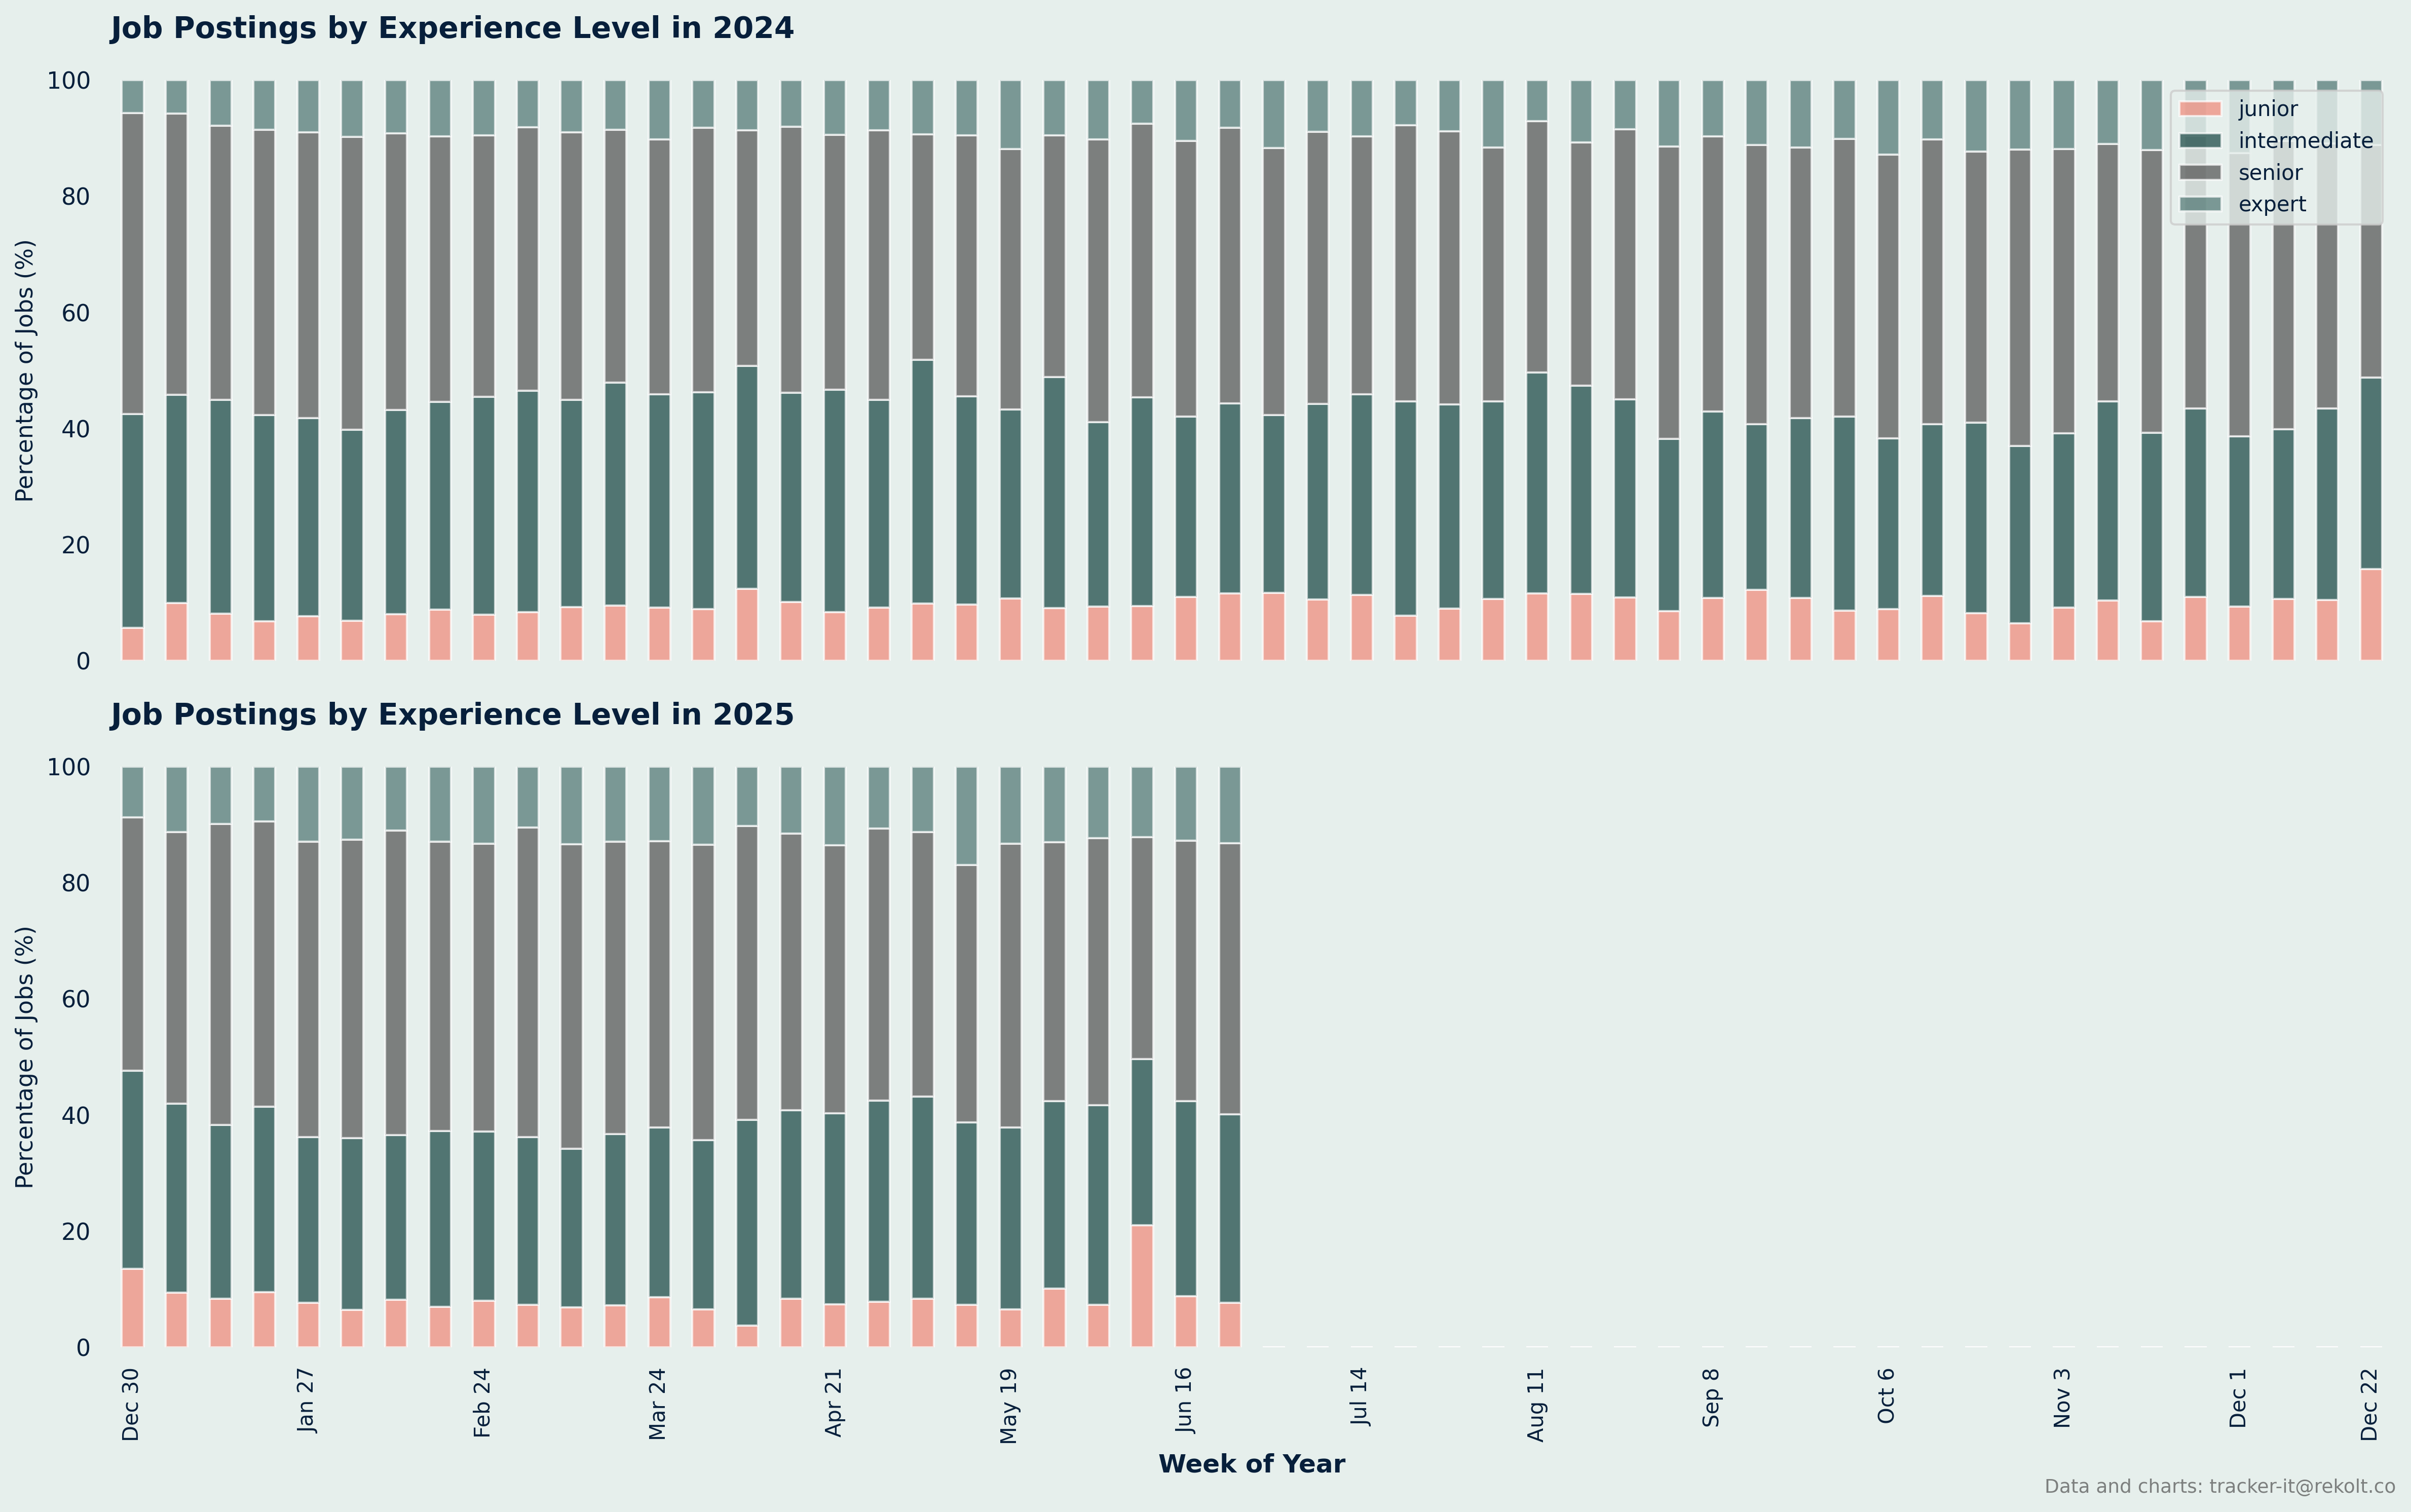 Job Postings by Experience Level in 2024
Percentage of Jobs (%)
100
80
60
40
20
0
junior
intermediate
senior
expert
Job Postings by Experience Level in 2025
Percentage of Jobs (%)
100
80
60
40
20
0
Dec 30
Jan 27
Feb 24
Mar 24
Apr 21
May 19
Jun 16
Jul 14
Aug 11
Sep 8
Oct 6
Nov 3
Dec 1
Dec 22
Week of Year
Data and charts: tracker-it@rekolt.co